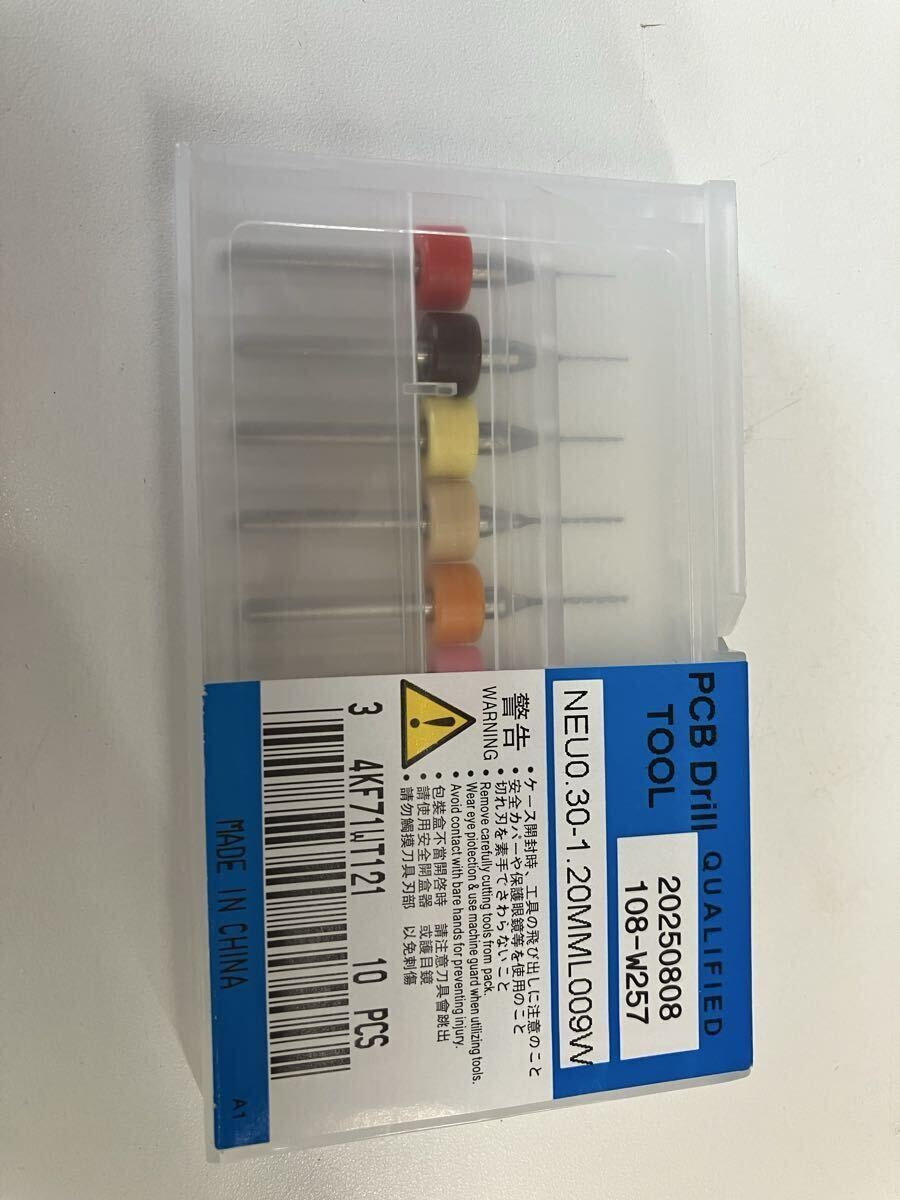 PCB Drill QUALIFIED
TOOL
20250808
108-W257
NEU0.30-1.20MML009W
警告
WARNING
• ケース開封時、工具の飛び出しに注意のこと
• 安全カバーや保護眼鏡等を使用のこと
• 切れ刃を素手でさわらないこと
• Remove carefully cutting tools from pack.
• Wear eye protection & use machine guard when utilizing tools.
• Avoid contact with bare hands for preventing injury.
• 包裝盒不當開啓時 請注意刀具會跳出
• 請使用安全開盒器 或護目鏡
• 請勿觸摸刀具刃部 以免刺傷
3 4KF71WT121 10 PCS
MADE IN CHINA
A1